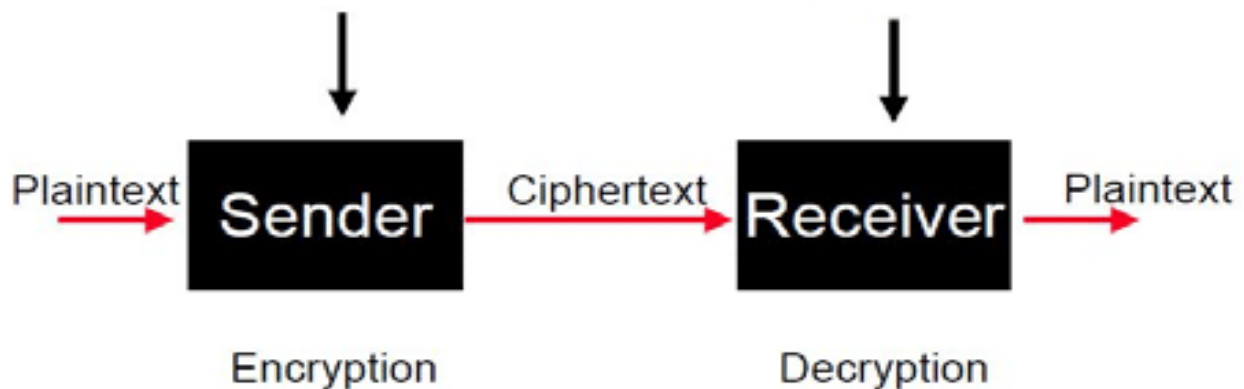 Plaintext
Sender
Ciphertext
Receiver
Plaintext
Encryption
Decryption